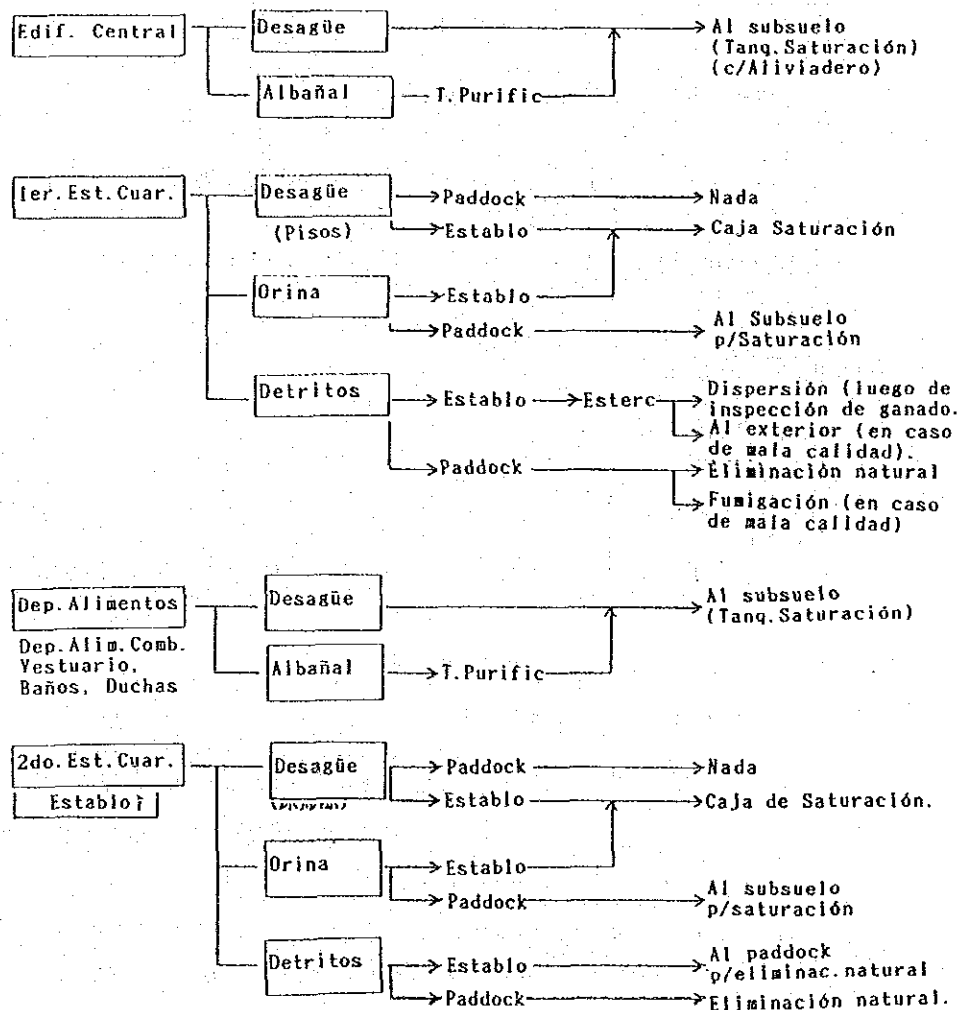 Edif. Central
Desagüe
Al subsuelo
(Tanq.Saturación)
(c/Aliviadero)
Albañal
T.Purific
1er.Est.Cuar.
Desagüe
(Pisos)
Paddock
Nada
Establo
Caja Saturación
Orina
Establo
Paddock
Al Subsuelo
p/Saturación
Detritos
Establo
Esterc
Dispersión (luego de
inspección de ganado.
Al exterior (en caso
de mala calidad).
Paddock
Eliminación natural
Fumigación (en caso
de mala calidad)
Dep.Alimentos
Dep.Alim.Comb.
Vestuario,
Baños, Duchas
Desagüe
Al subsuelo
(Tanq.Saturación)
Albañal
T.Purific
2do.Est.Cuar.
Establo
Desagüe
Paddock
Nada
Establo
Caja de Saturación.
Orina
Establo
Paddock
Al subsuelo
p/saturación
Detritos
Establo
Al paddock
p/eliminac.natural
Paddock
Eliminación natural.